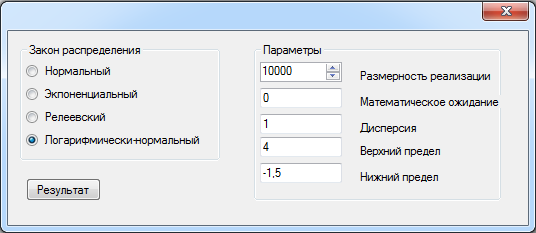 Закон распределения
Нормальный
Экпоненциальный
Релеевский
Логарифмически-нормальный
Результат
Параметры
10000 Размерность реализации
0 Математическое ожидание
1 Дисперсия
4 Верхний предел
-1,5 Нижний предел